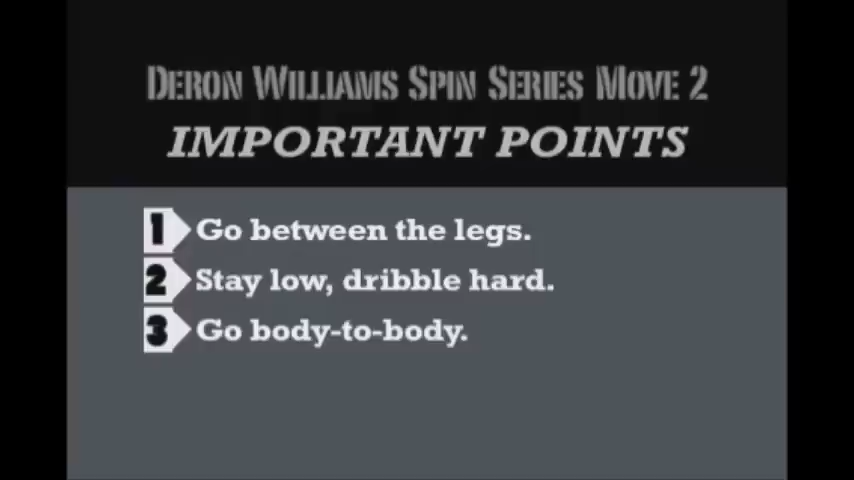 DERON WILLIAMS SPIN SERIES MOVE 2
IMPORTANT POINTS
1 Go between the legs.
2 Stay low, dribble hard.
3 Go body-to-body.